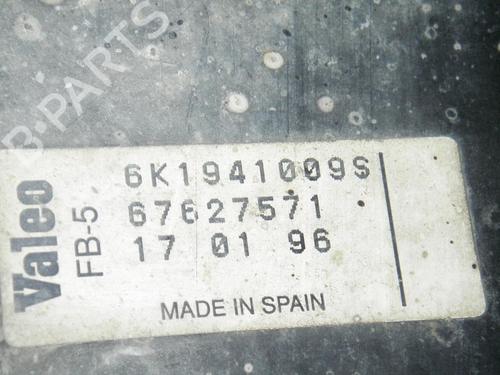 B-PARTS
Valeo
FB-5
6K1941009S
67627571
17 01 96
MADE IN SPAIN